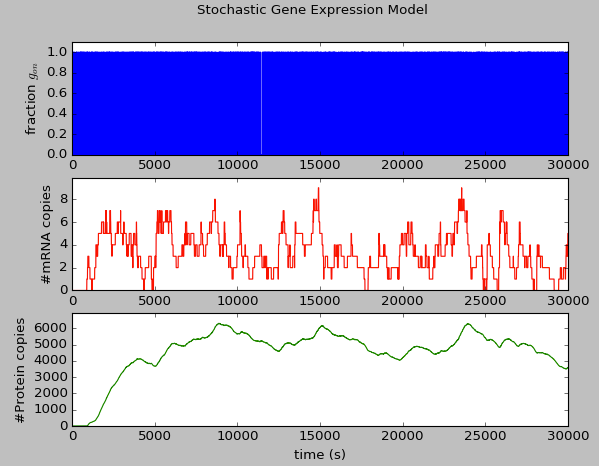 Stochastic Gene Expression Model
fraction g_on
1.0
0.8
0.6
0.4
0.2
0.0
0 5000 10000 15000 20000 25000 30000
#mRNA copies
8
6
4
2
0
0 5000 10000 15000 20000 25000 30000
#Protein copies
6000
5000
4000
3000
2000
1000
0
0 5000 10000 15000 20000 25000 30000
time (s)